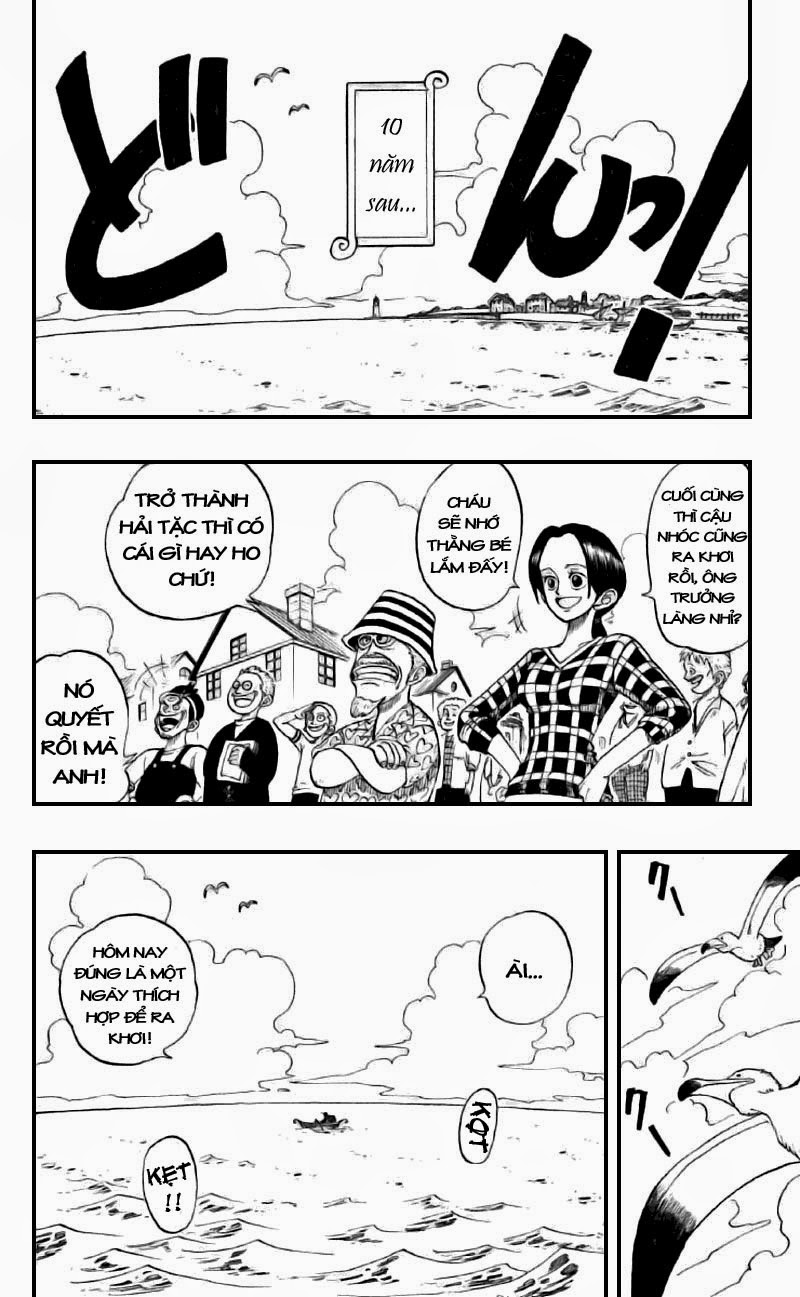 どんっ!
10
năm
sau...
CUỐI CÙNG
THÌ CẬU
NHÓC CŨNG
RA KHƠI
RỒI, ÔNG
TRƯỞNG
LÀNG NHỈ?
CHÁU
SẼ NHỚ
THẰNG BÉ
LẮM ĐẤY!
TRỞ THÀNH
HẢI TẶC THÌ CÓ
CÁI GÌ HAY HO
CHỨ!
NÓ
QUYẾT
RỒI MÀ
ANH!
ク
ク
ÀI...
HÔM NAY
ĐÚNG LÀ MỘT
NGÀY THÍCH
HỢP ĐỂ RA
KHƠI!
KỌT
KẸT
!!